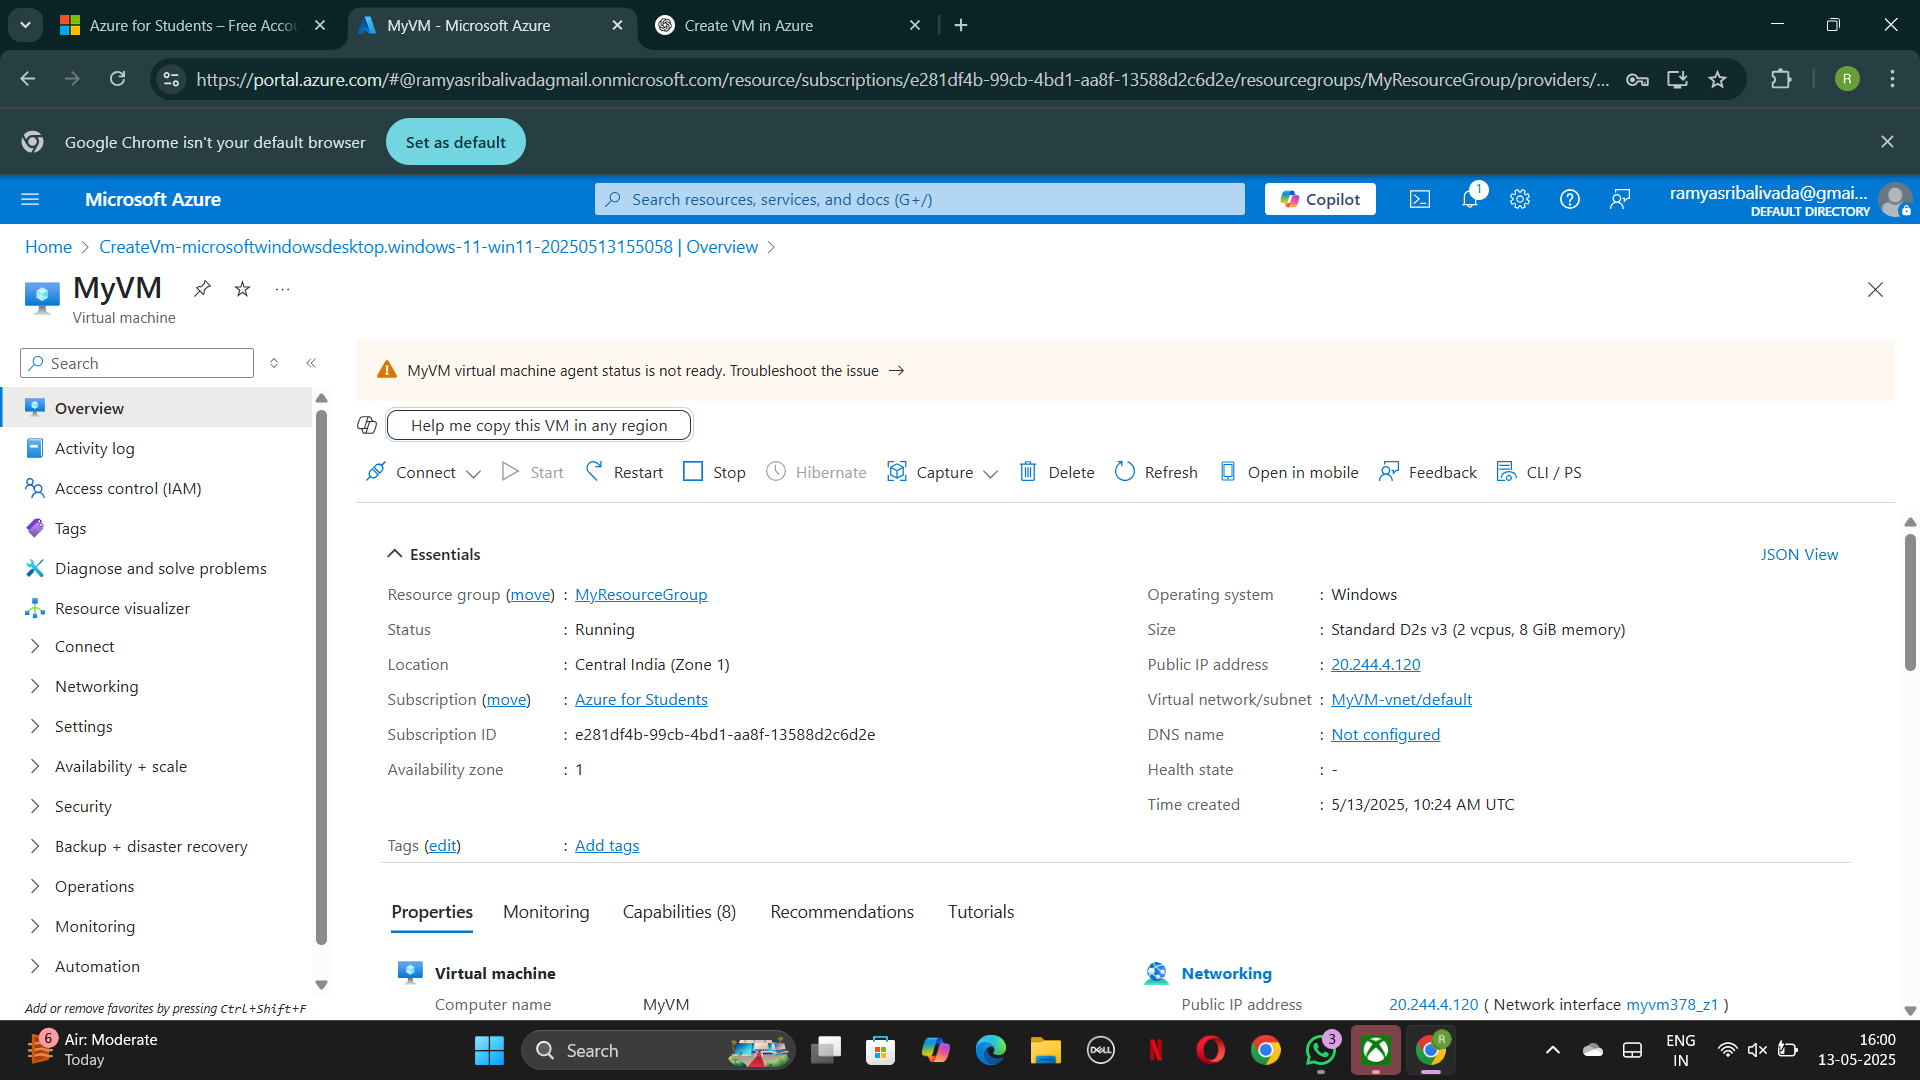 Azure for Students – Free Accou
MyVM - Microsoft Azure
Create VM in Azure
https://portal.azure.com/#@ramyasribalivadagmail.onmicrosoft.com/resource/subscriptions/e281df4b-99cb-4bd1-aa8f-13588d2c6d2e/resourcegroups/MyResourceGroup/providers/...
R
Google Chrome isn't your default browser
Set as default
Microsoft Azure
Search resources, services, and docs (G+/)
Copilot
1
ramyasribalivada@gmai...
DEFAULT DIRECTORY
Home > CreateVm-microsoftwindowsdesktop.windows-11-win11-20250513155058 | Overview >
MyVM
Virtual machine
Search
Overview
Activity log
Access control (IAM)
Tags
Diagnose and solve problems
Resource visualizer
Connect
Networking
Settings
Availability + scale
Security
Backup + disaster recovery
Operations
Monitoring
Automation
Add or remove favorites by pressing Ctrl+Shift+F
MyVM virtual machine agent status is not ready. Troubleshoot the issue →
Help me copy this VM in any region
Connect
Start
Restart
Stop
Hibernate
Capture
Delete
Refresh
Open in mobile
Feedback
CLI / PS
Essentials
JSON View
Resource group (move) : MyResourceGroup
Status : Running
Location : Central India (Zone 1)
Subscription (move) : Azure for Students
Subscription ID : e281df4b-99cb-4bd1-aa8f-13588d2c6d2e
Availability zone : 1
Operating system : Windows
Size : Standard D2s v3 (2 vcpus, 8 GiB memory)
Public IP address : 20.244.4.120
Virtual network/subnet : MyVM-vnet/default
DNS name : Not configured
Health state : -
Time created : 5/13/2025, 10:24 AM UTC
Tags (edit) : Add tags
Properties
Monitoring
Capabilities (8)
Recommendations
Tutorials
Virtual machine
Computer name MyVM
Networking
Public IP address 20.244.4.120 ( Network interface myvm378_z1 )
6
Air: Moderate
Today
Search
DELL
N
3
R
ENG
IN
16:00
13-05-2025